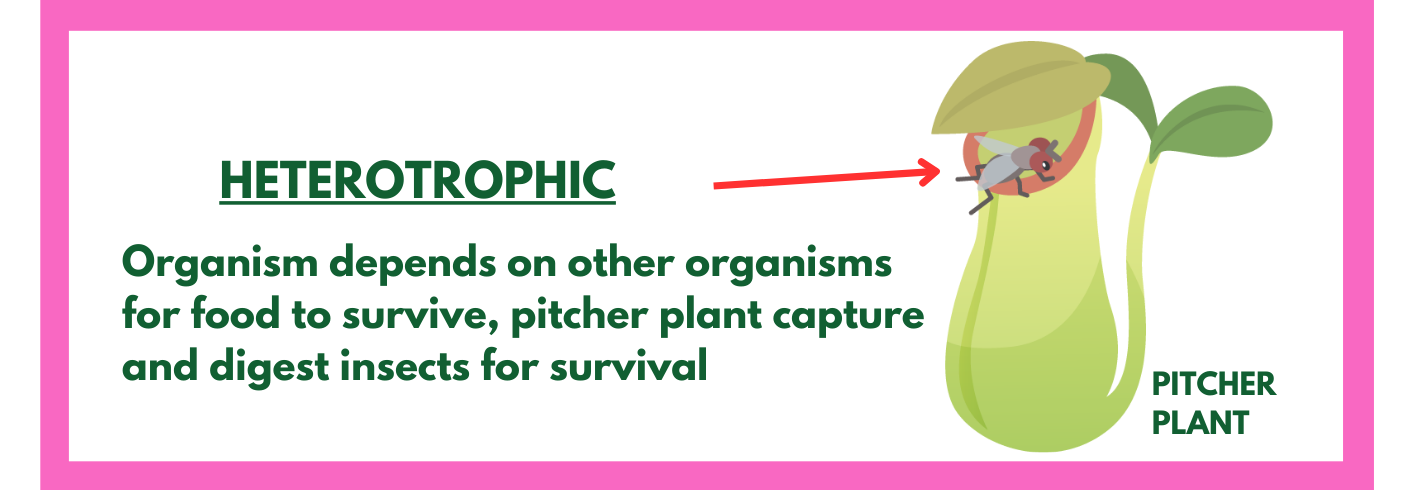 HETEROTROPHIC
Organism depends on other organisms
for food to survive, pitcher plant capture
and digest insects for survival
PITCHER
PLANT